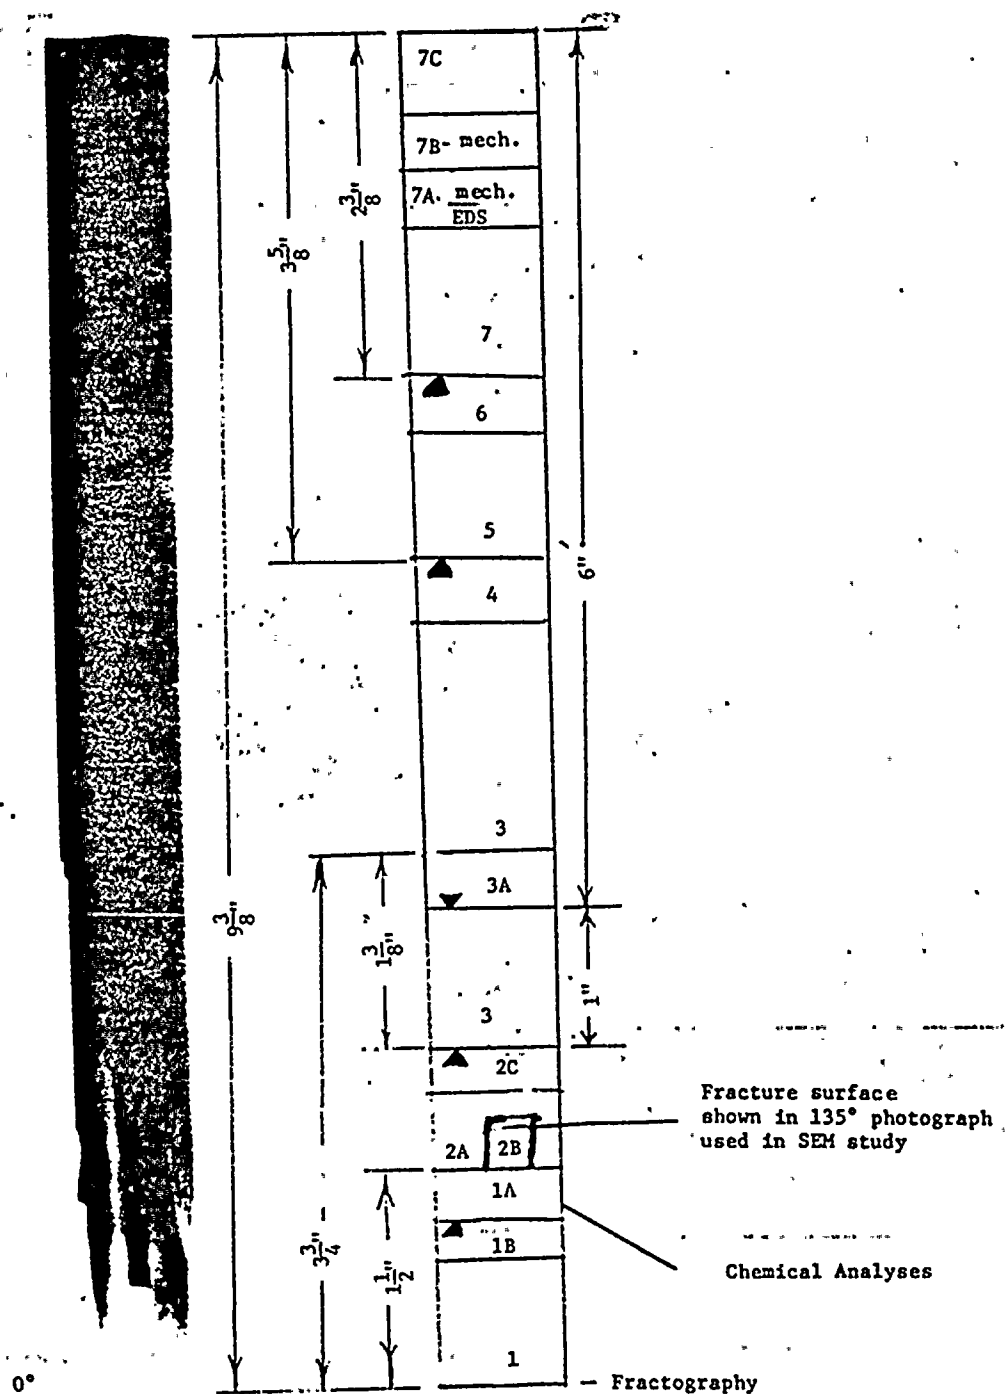 7C
7B- mech.
7A. mech.
EDS
2 3/8"
3 5/8"
7
6
5
4
6"
3
3A
9 3/8"
1 3/8"
1"
3
2C
Fracture surface
shown in 135° photograph
used in SEM study
2A
2B
1A
1B
3 3/4"
1 1/2"
Chemical Analyses
1
0°
— Fractography